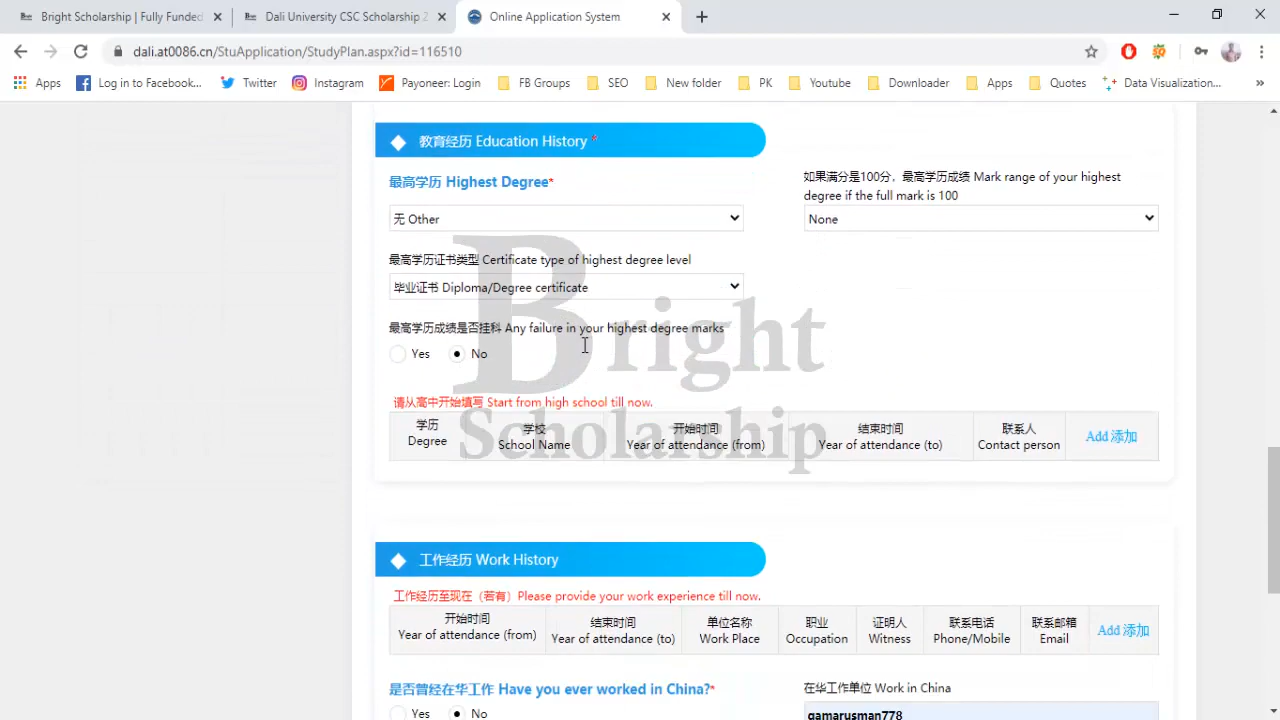 Bright Scholarship | Fully Funded
Dali University CSC Scholarship 2
Online Application System
dali.at0086.cn/StuApplication/StudyPlan.aspx?id=116510
Apps
Log in to Facebook...
Twitter
Instagram
Payoneer: Login
FB Groups
SEO
New folder
PK
Youtube
Downloader
Apps
Quotes
Data Visualization...
»
教育经历 Education History *
最高学历 Highest Degree*
如果满分是100分，最高学历成绩 Mark range of your highest
degree if the full mark is 100
无 Other
None
最高学历证书类型 Certificate type of highest degree level
毕业证书 Diploma/Degree certificate
最高学历成绩是否挂科 Any failure in your highest degree marks
Yes No
Bright
Scholarship
请从高中开始填写 Start from high school till now.
学历
Degree
学校
School Name
开始时间
Year of attendance (from)
结束时间
Year of attendance (to)
联系人
Contact person
Add 添加
工作经历 Work History
工作经历至现在（若有）Please provide your work experience till now.
开始时间
Year of attendance (from)
结束时间
Year of attendance (to)
单位名称
Work Place
职业
Occupation
证明人
Witness
联系电话
Phone/Mobile
联系邮箱
Email
Add 添加
是否曾经在华工作 Have you ever worked in China?*
在华工作单位 Work in China
Yes No
qamarusman778